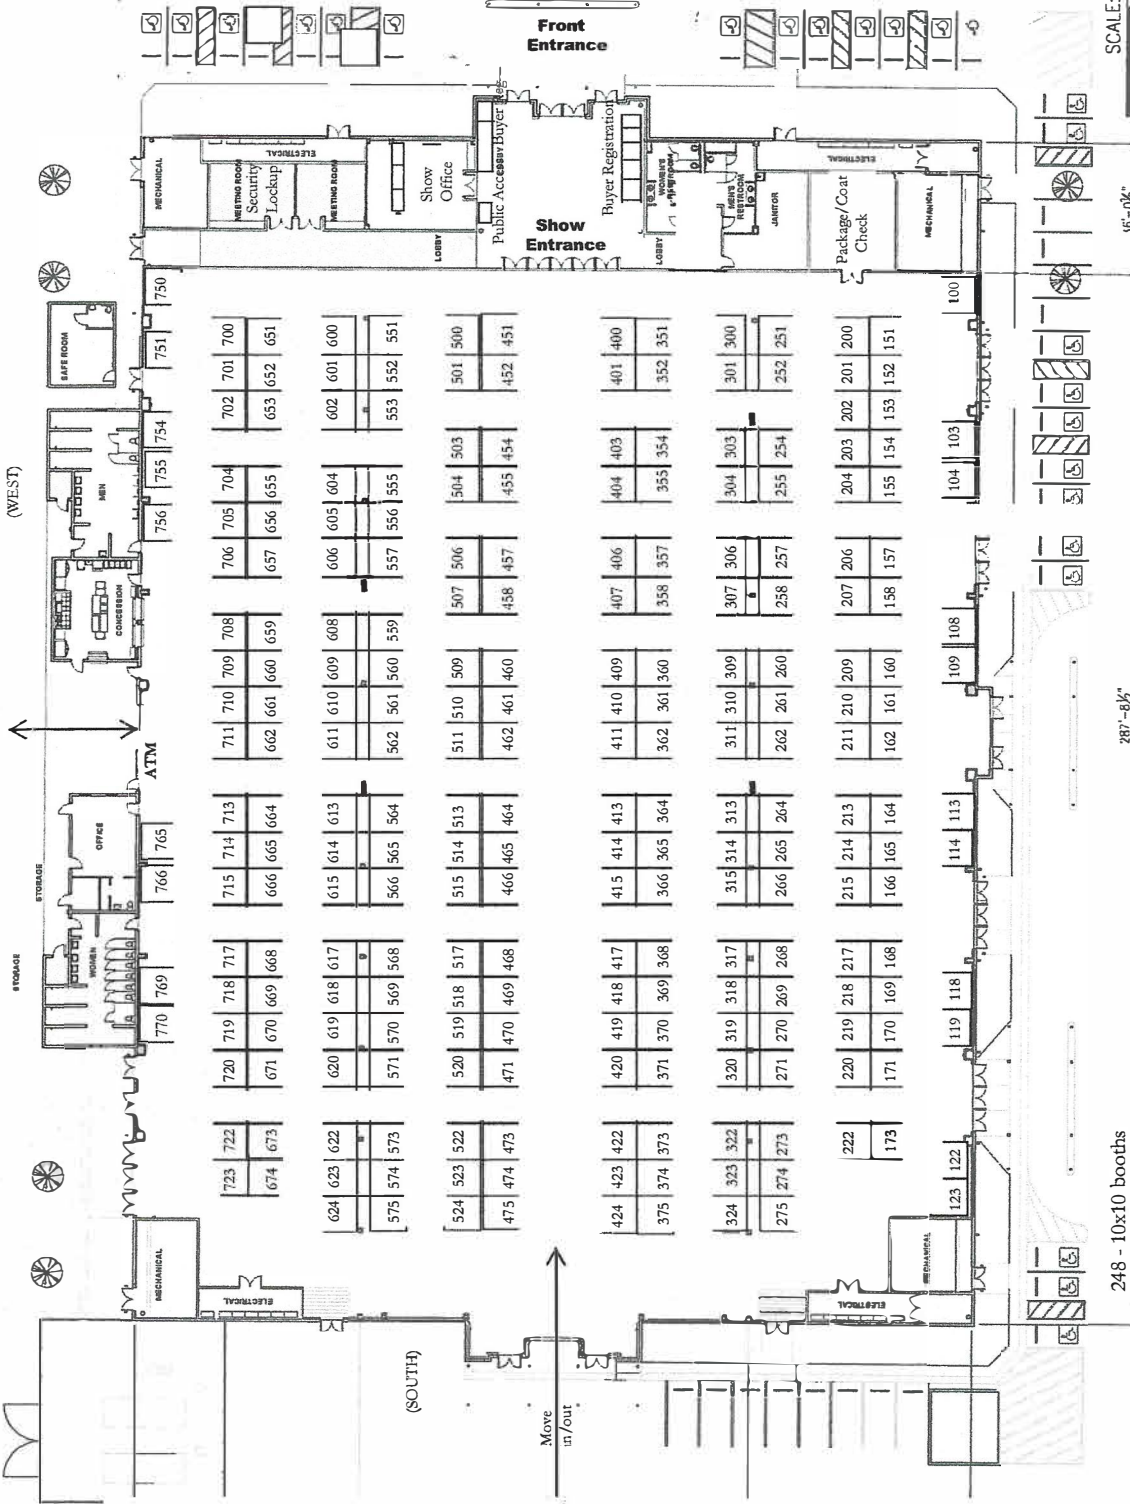 SCALE:
Front
Entrance
16'-0¾"
287'-8½"
MECHANICAL
ELECTRICAL
MEETING ROOM
Security
Lockup
MEETING ROOM
Show
Office
LOBBY
Public Access
LOBBY
Buyer Reg
Buyer Registration
Show
Entrance
WOMEN'S
RESTROOM
MEN'S
RESTROOM
LOBBY
JANITOR
ELECTRICAL
Package/Coat
Check
MECHANICAL
(WEST)
SAFE ROOM
MEN
CONCESSION
ATM
OFFICE
STORAGE
STORAGE
WOMEN
750
751
754
755
756
765
766
769
770
700 651 600 551 500 451 400 351 300 251 200 151 100
701 652 601 552 501 452 401 352 301 252 201 152
702 653 602 553 202 153
503 454 403 354 303 254 203 154 103
704 655 604 555 504 455 404 355 304 255 204 155 104
705 656 605 556
706 657 606 557 506 457 406 357 306 257 206 157
507 458 407 358 307 258 207 158
708 659 608 559 108
709 660 609 560 509 460 409 360 309 260 209 160 109
710 661 610 561 510 461 410 361 310 261 210 161
711 662 611 562 511 462 411 362 311 262 211 162
713 664 613 564 513 464 413 364 313 264 213 164 113
714 665 614 565 514 465 414 365 314 265 214 165 114
715 666 615 566 515 466 415 366 315 266 215 166
717 668 617 568 517 468 417 368 317 268 217 168
718 669 618 569 518 469 418 369 318 269 218 169 118
719 670 619 570 519 470 419 370 319 270 219 170 119
720 671 620 571 520 471 420 371 320 271 220 171
722 673 622 573 522 473 422 373 322 273 222 173
723 674 623 574 523 474 423 374 323 274 122
624 575 524 475 424 375 324 275 123
MECHANICAL
ELECTRICAL
MECHANICAL
ELECTRICAL
(SOUTH)
Move
in/out
248 - 10x10 booths